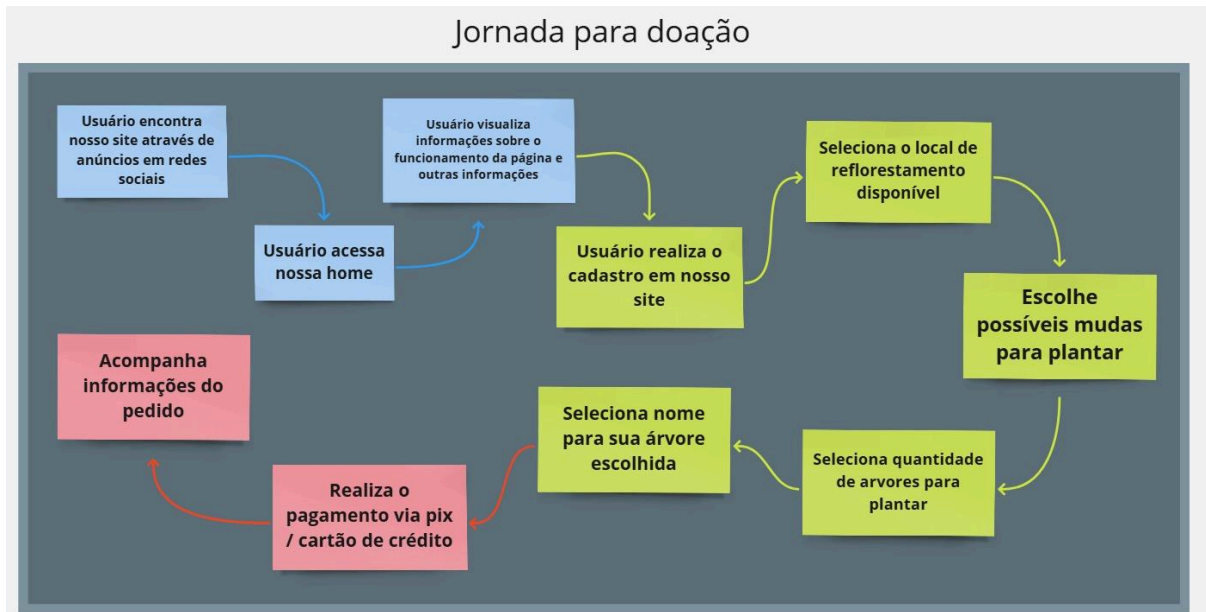 Jornada para doação
Usuário encontra
nosso site através de
anúncios em redes
sociais
Usuário acessa
nossa home
Usuário visualiza
informações sobre o
funcionamento da página e
outras informações
Usuário realiza o
cadastro em nosso
site
Seleciona o local de
reflorestamento
disponível
Escolhe
possíveis mudas
para plantar
Seleciona quantidade
de arvores para
plantar
Seleciona nome
para sua árvore
escolhida
Realiza o
pagamento via pix
/ cartão de crédito
Acompanha
informações do
pedido